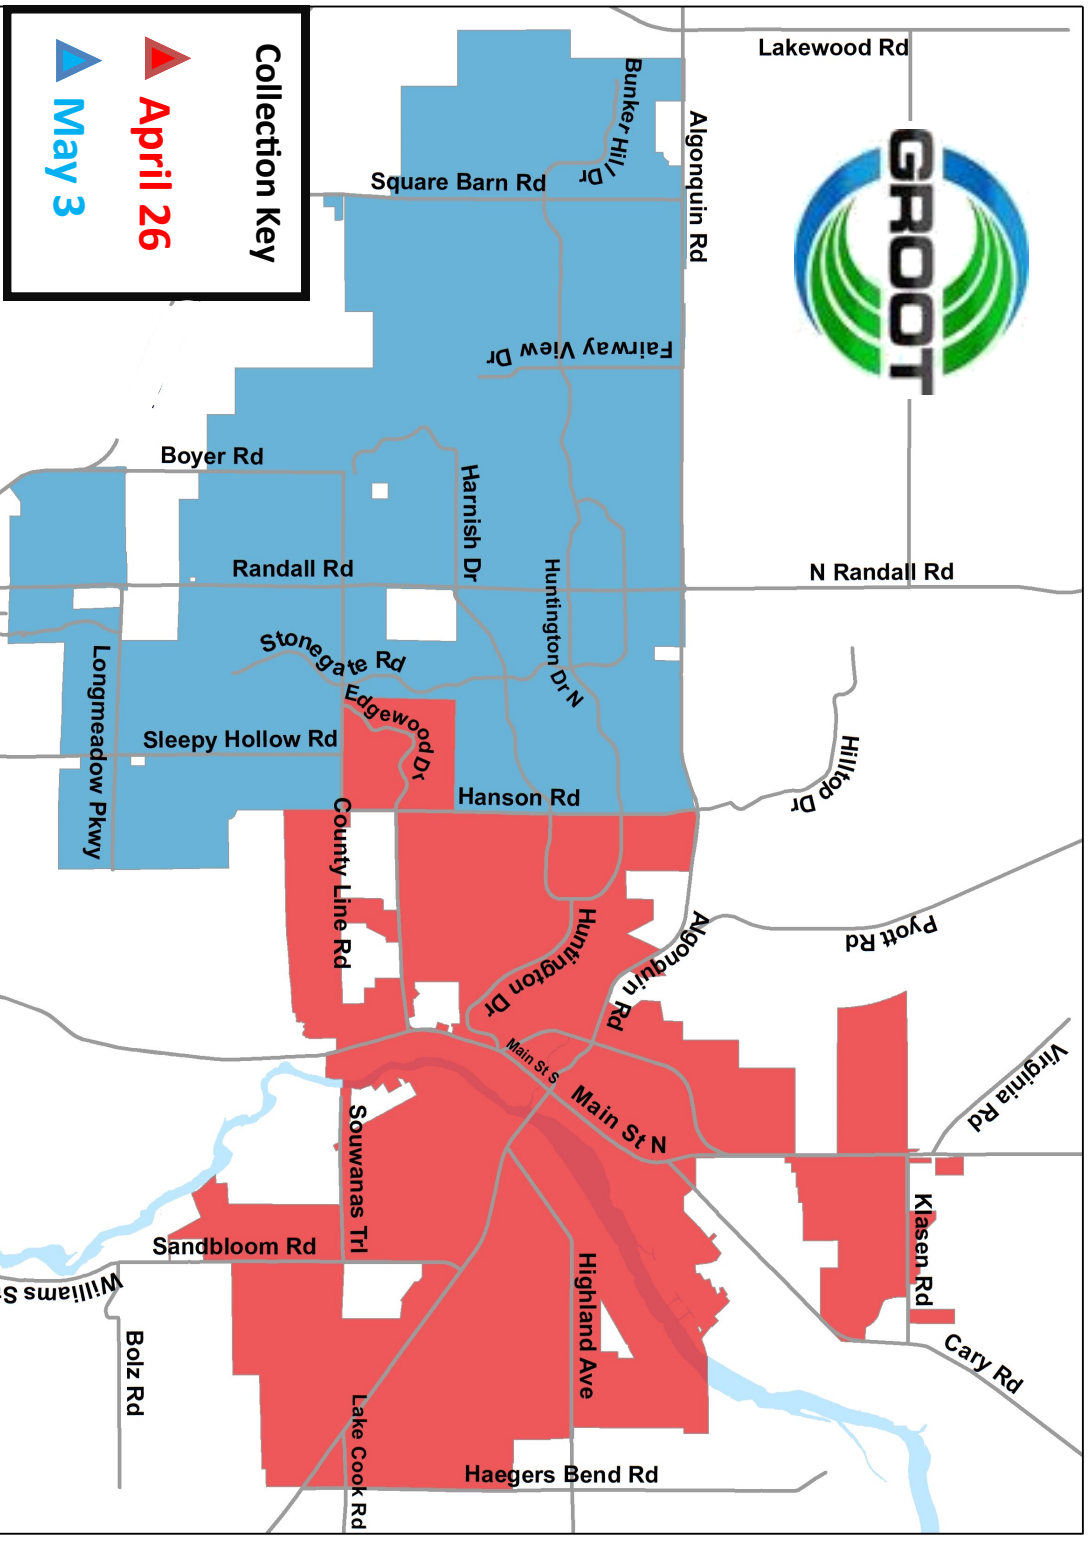 Collection Key
April 26
May 3
GROOT
Lakewood Rd
Bunker Hill Dr
Algonquin Rd
Square Barn Rd
Fairway View Dr
Boyer Rd
Harnish Dr
Randall Rd
N Randall Rd
Huntington Dr N
Stonegate Rd
Longmeadow Pkwy
Edgewood Dr
Sleepy Hollow Rd
Hanson Rd
Hilltop Dr
County Line Rd
Huntington Dr
Algonquin Rd
Pyott Rd
Main St S
Main St N
Virginia Rd
Souwanas Trl
Sandbloom Rd
Klasen Rd
Williams St
Highland Ave
Bolz Rd
Cary Rd
Lake Cook Rd
Haegers Bend Rd